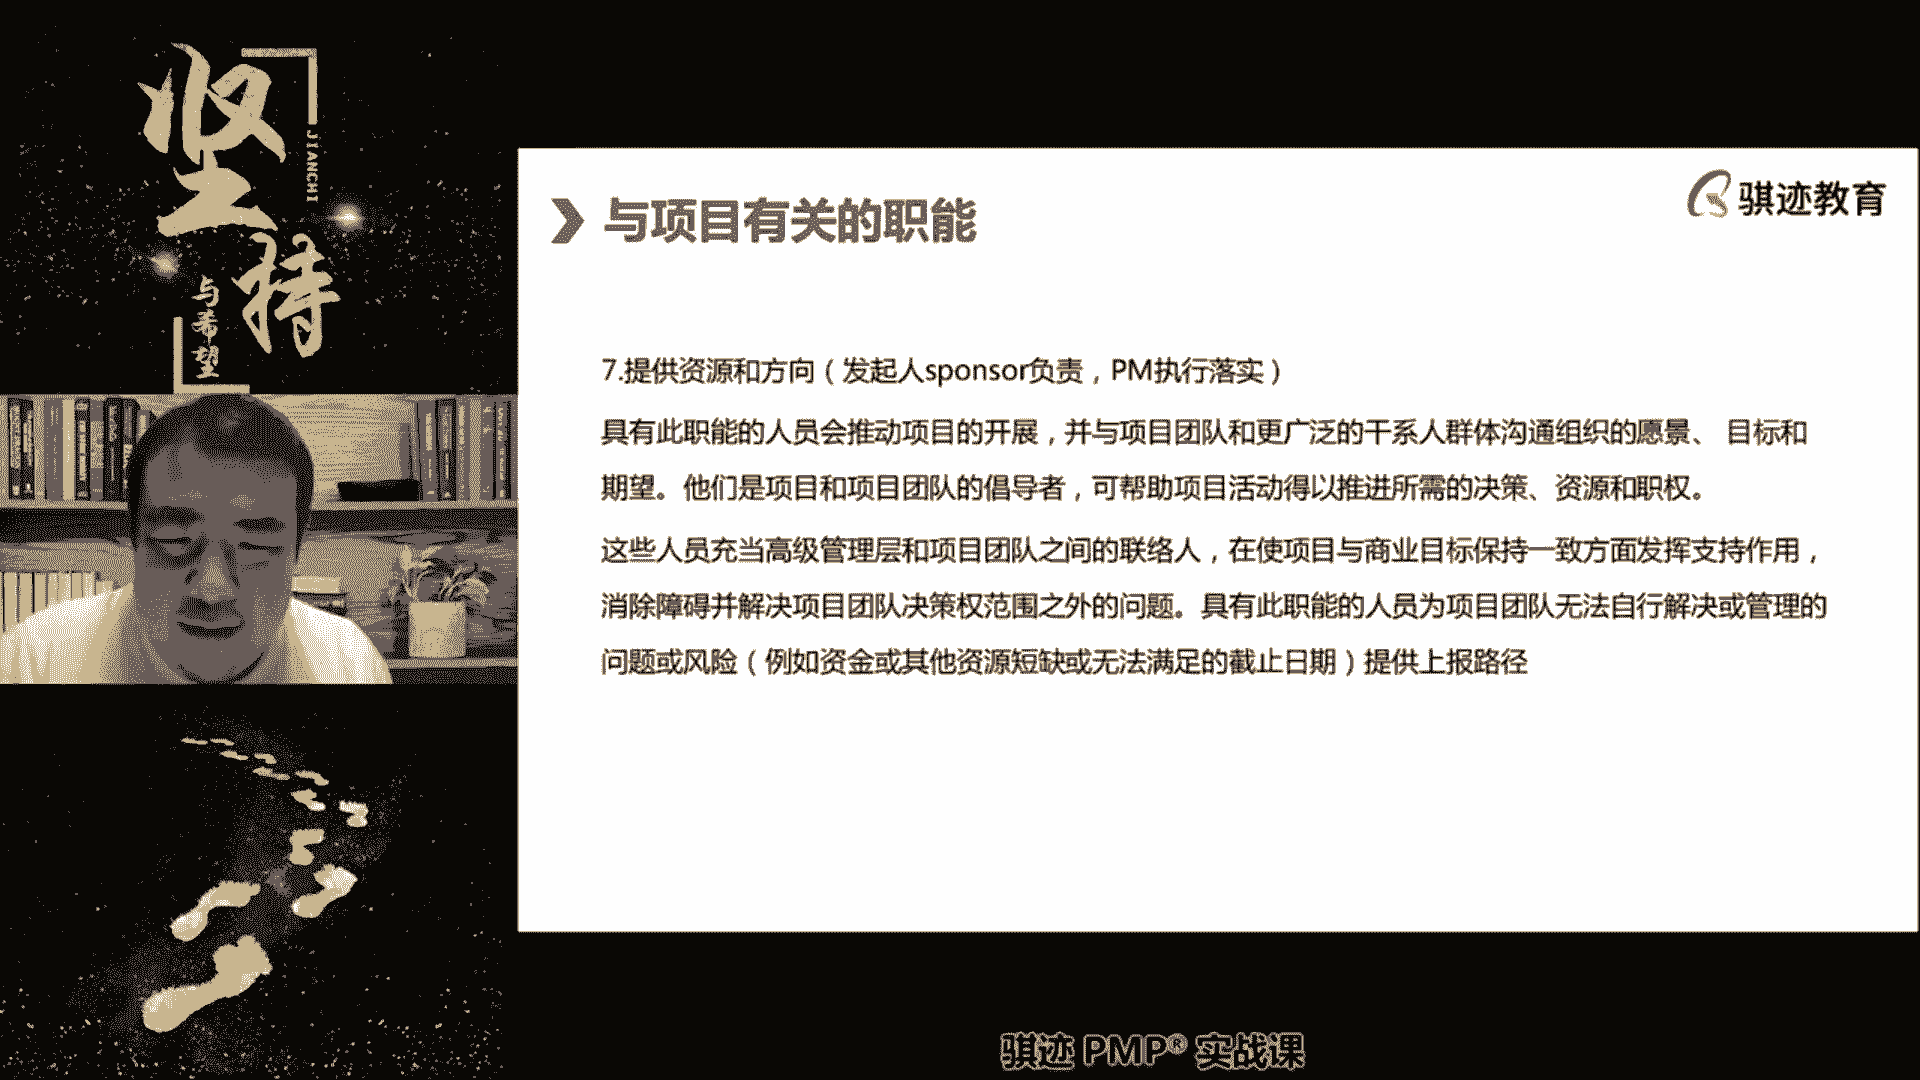 坚持
JIANCHI
与希望
骐迹教育
与项目有关的职能
7.提供资源和方向（发起人sponsor负责，PM执行落实）
具有此职能的人员会推动项目的开展，并与项目团队和更广泛的干系人群体沟通组织的愿景、 目标和
期望。他们是项目和项目团队的倡导者，可帮助项目活动得以推进所需的决策、资源和职权。
这些人员充当高级管理层和项目团队之间的联络人，在使项目与商业目标保持一致方面发挥支持作用，
消除障碍并解决项目团队决策权范围之外的问题。具有此职能的人员为项目团队无法自行解决或管理的
问题或风险（例如资金或其他资源短缺或无法满足的截止日期）提供上报路径
骐迹 PMP® 实战课